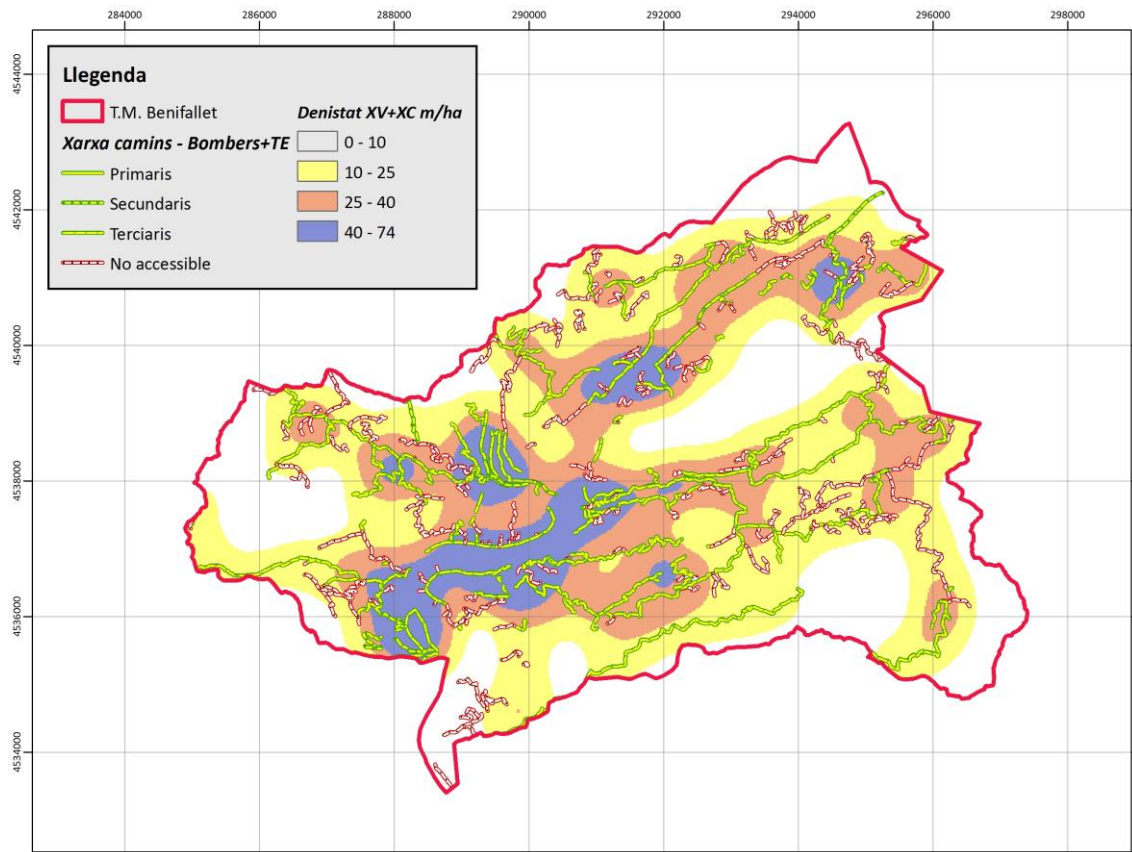 284000 286000 288000 290000 292000 294000 296000 298000
4544000
4542000
4540000
4538000
4536000
4534000
Llegenda
T.M. Benifallet
Xarxa camins - Bombers+TE
Primaris
Secundaris
Terciaris
No accessible
Denistat XV+XC m/ha
0 - 10
10 - 25
25 - 40
40 - 74